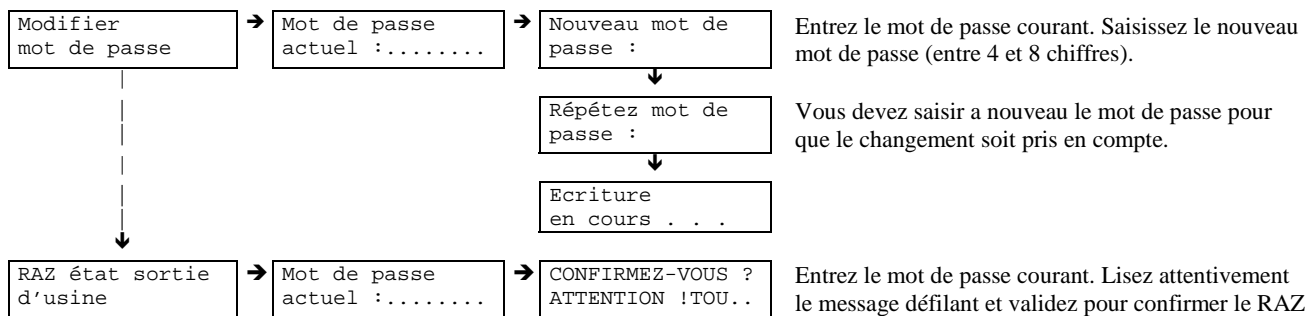 Modifier
mot de passe
Mot de passe
actuel :........
Nouveau mot de
passe :
Entrez le mot de passe courant. Saisissez le nouveau
mot de passe (entre 4 et 8 chiffres).
Répétez mot de
passe :
Vous devez saisir a nouveau le mot de passe pour
que le changement soit pris en compte.
Ecriture
en cours . . .
RAZ état sortie
d'usine
Mot de passe
actuel :........
CONFIRMEZ-VOUS ?
ATTENTION !TOU..
Entrez le mot de passe courant. Lisez attentivement
le message défilant et validez pour confirmer le RAZ